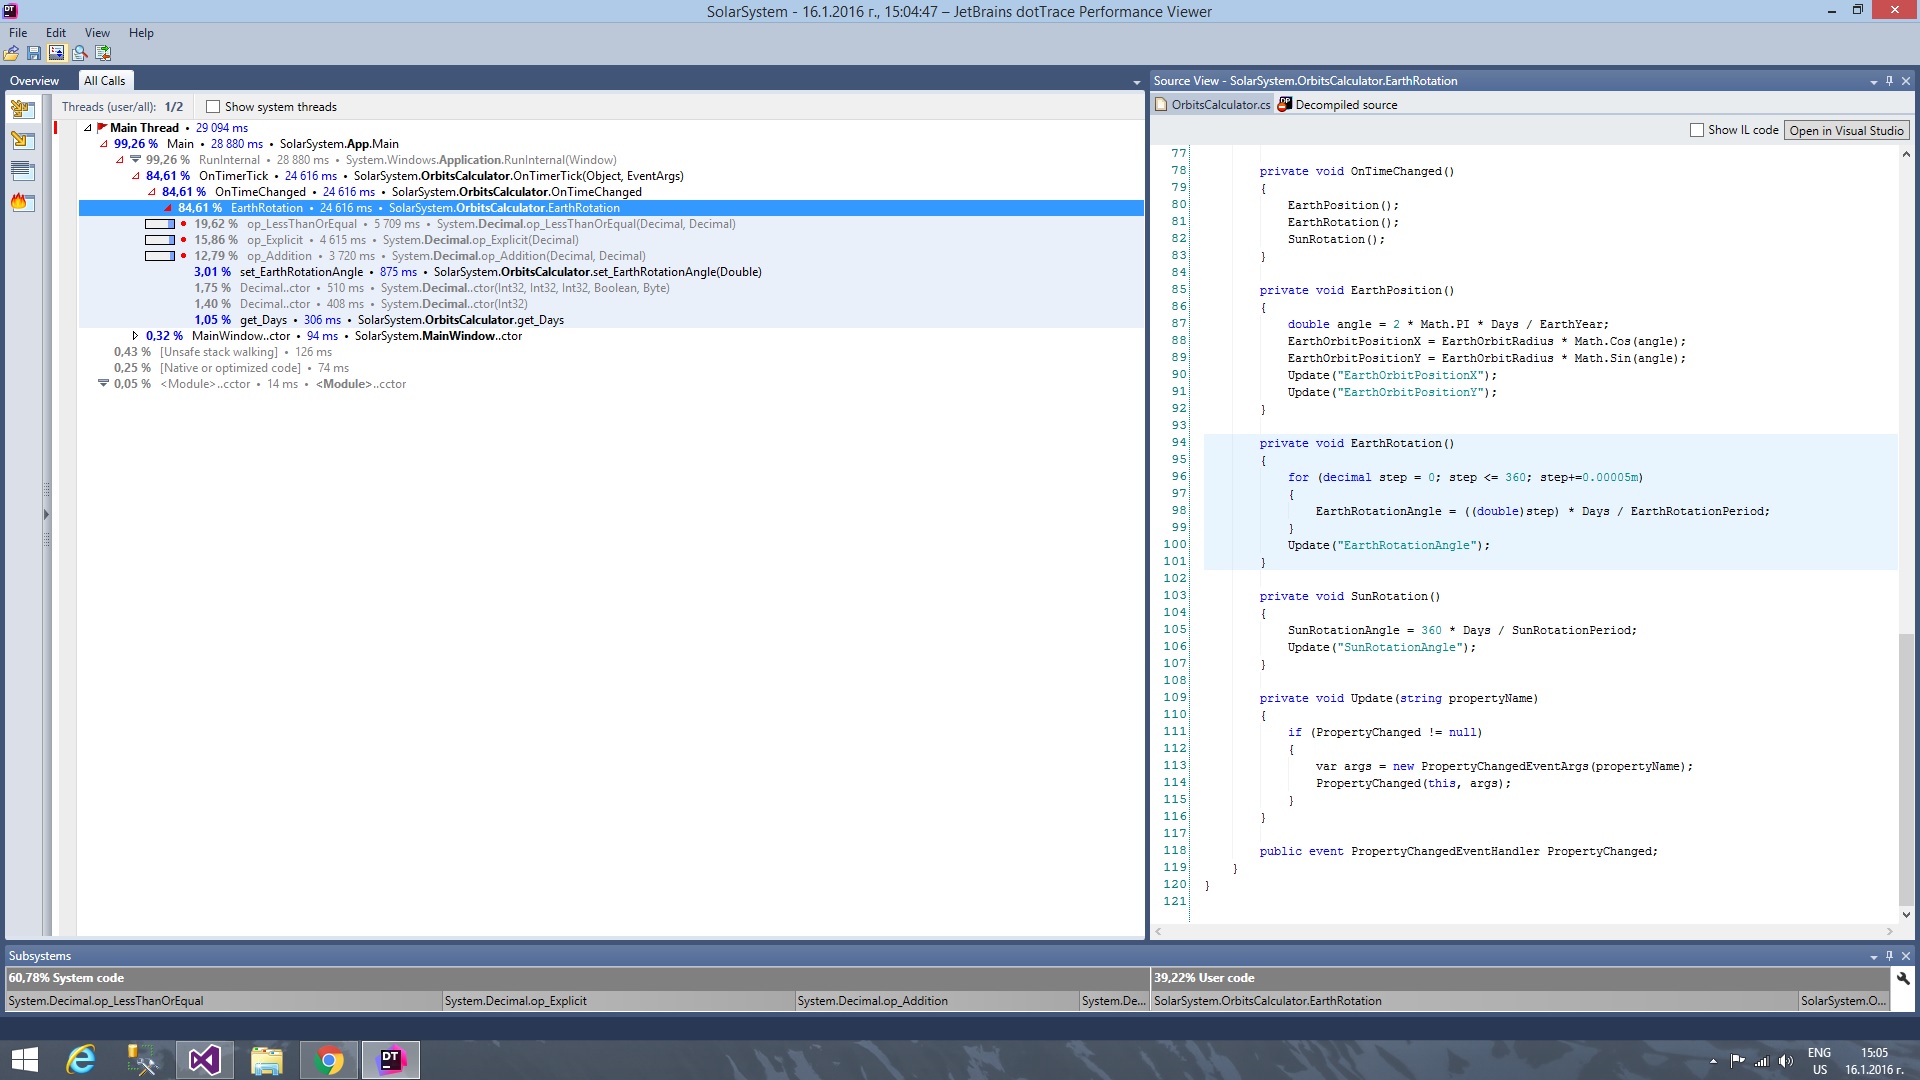 SolarSystem - 16.1.2016 г., 15:04:47 – JetBrains dotTrace Performance Viewer
File Edit View Help
Overview All Calls
Threads (user/all): 1/2 Show system threads
Main Thread • 29 094 ms
99,26 % Main • 28 880 ms • SolarSystem.App.Main
99,26 % RunInternal • 28 880 ms • System.Windows.Application.RunInternal(Window)
84,61 % OnTimerTick • 24 616 ms • SolarSystem.OrbitsCalculator.OnTimerTick(Object, EventArgs)
84,61 % OnTimeChanged • 24 616 ms • SolarSystem.OrbitsCalculator.OnTimeChanged
84,61 % EarthRotation • 24 616 ms • SolarSystem.OrbitsCalculator.EarthRotation
19,62 % op_LessThanOrEqual • 5 709 ms • System.Decimal.op_LessThanOrEqual(Decimal, Decimal)
15,86 % op_Explicit • 4 615 ms • System.Decimal.op_Explicit(Decimal)
12,79 % op_Addition • 3 720 ms • System.Decimal.op_Addition(Decimal, Decimal)
3,01 % set_EarthRotationAngle • 875 ms • SolarSystem.OrbitsCalculator.set_EarthRotationAngle(Double)
1,75 % Decimal..ctor • 510 ms • System.Decimal..ctor(Int32, Int32, Int32, Boolean, Byte)
1,40 % Decimal..ctor • 408 ms • System.Decimal..ctor(Int32)
1,05 % get_Days • 306 ms • SolarSystem.OrbitsCalculator.get_Days
0,32 % MainWindow..ctor • 94 ms • SolarSystem.MainWindow..ctor
0,43 % [Unsafe stack walking] • 126 ms
0,25 % [Native or optimized code] • 74 ms
0,05 % <Module>..cctor • 14 ms • <Module>..cctor
Source View - SolarSystem.OrbitsCalculator.EarthRotation
OrbitsCalculator.cs Decompiled source
Show IL code Open in Visual Studio
77
78 private void OnTimeChanged()
79 {
80 EarthPosition();
81 EarthRotation();
82 SunRotation();
83 }
84
85 private void EarthPosition()
86 {
87 double angle = 2 * Math.PI * Days / EarthYear;
88 EarthOrbitPositionX = EarthOrbitRadius * Math.Cos(angle);
89 EarthOrbitPositionY = EarthOrbitRadius * Math.Sin(angle);
90 Update("EarthOrbitPositionX");
91 Update("EarthOrbitPositionY");
92 }
93
94 private void EarthRotation()
95 {
96 for (decimal step = 0; step <= 360; step+=0.00005m)
97 {
98 EarthRotationAngle = ((double)step) * Days / EarthRotationPeriod;
99 }
100 Update("EarthRotationAngle");
101 }
102
103 private void SunRotation()
104 {
105 SunRotationAngle = 360 * Days / SunRotationPeriod;
106 Update("SunRotationAngle");
107 }
108
109 private void Update(string propertyName)
110 {
111 if (PropertyChanged != null)
112 {
113 var args = new PropertyChangedEventArgs(propertyName);
114 PropertyChanged(this, args);
115 }
116 }
117
118 public event PropertyChangedEventHandler PropertyChanged;
119 }
120 }
121
Subsystems
60,78% System code 39,22% User code
System.Decimal.op_LessThanOrEqual System.Decimal.op_Explicit System.Decimal.op_Addition System.De... SolarSystem.OrbitsCalculator.EarthRotation SolarSystem.O...
DT
ENG 15:05
US 16.1.2016 г.